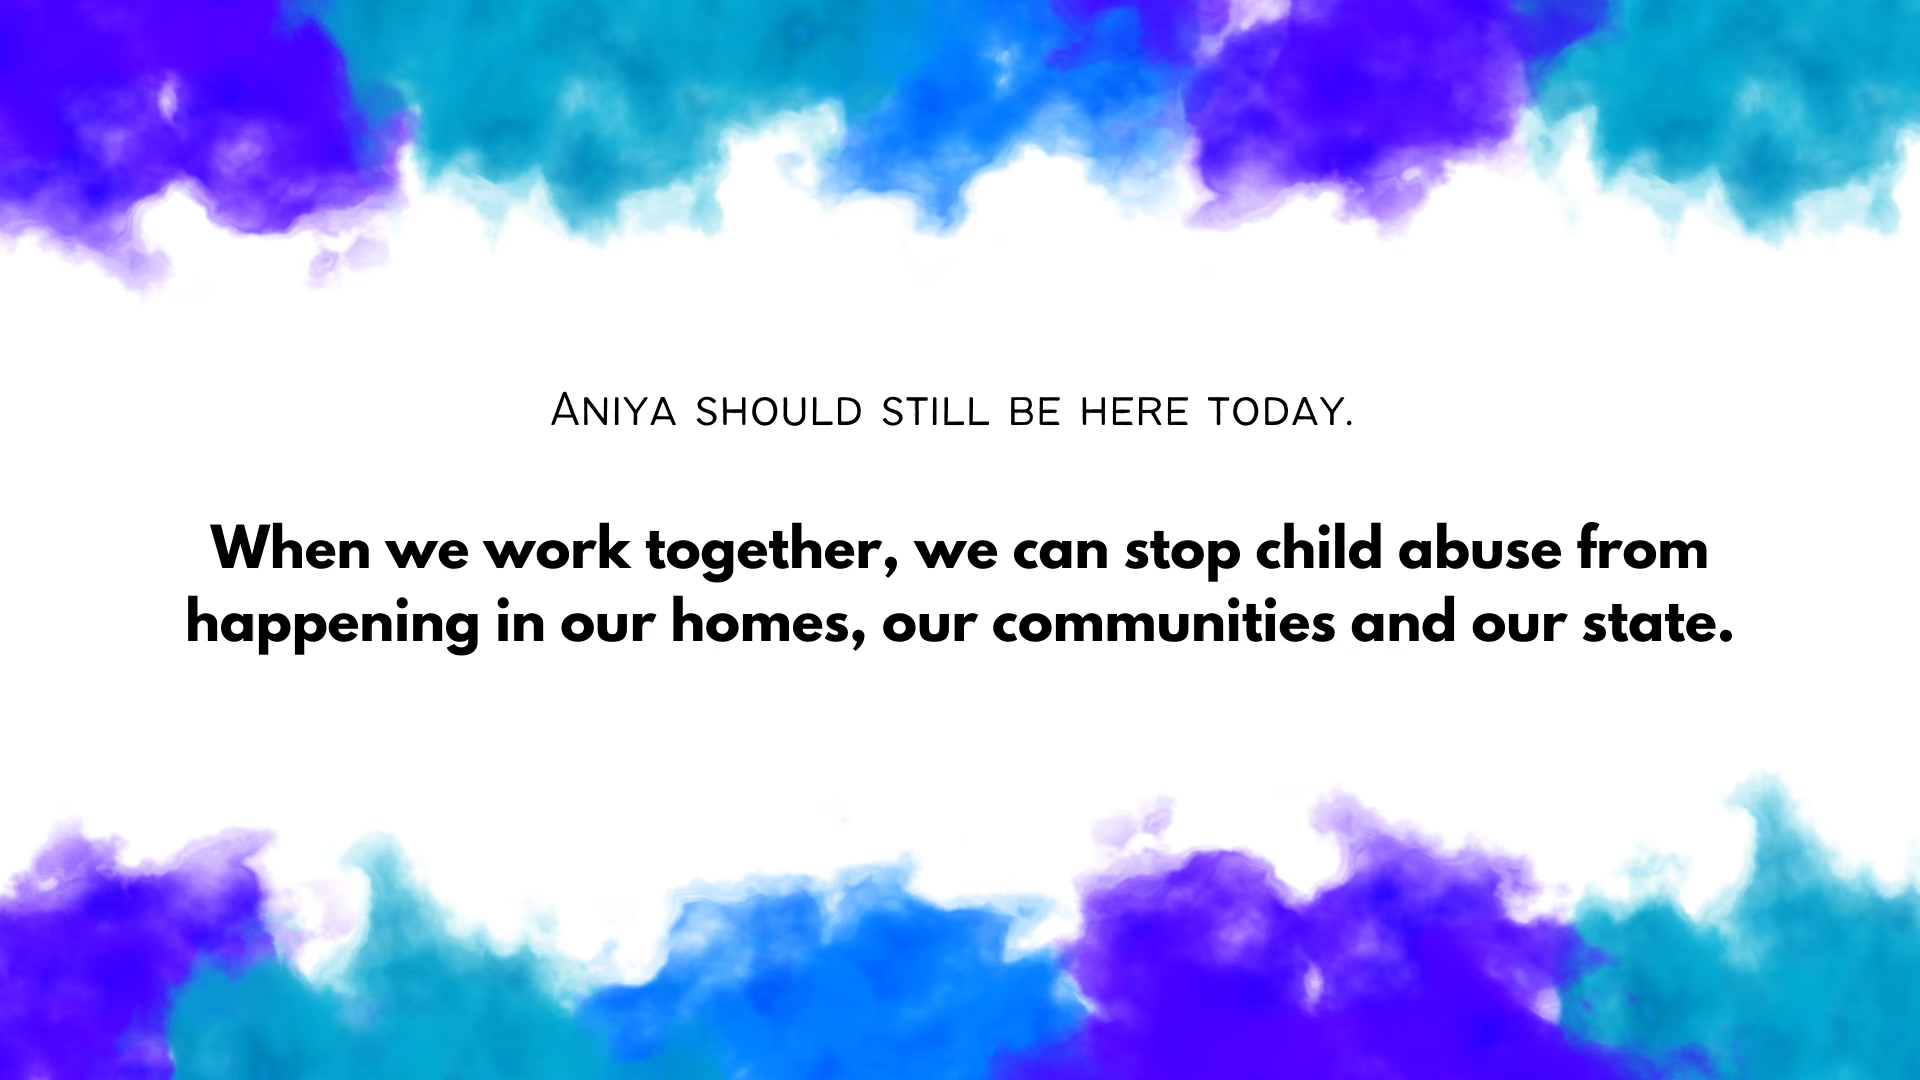 Aniya should still be here today.
When we work together, we can stop child abuse from
happening in our homes, our communities and our state.